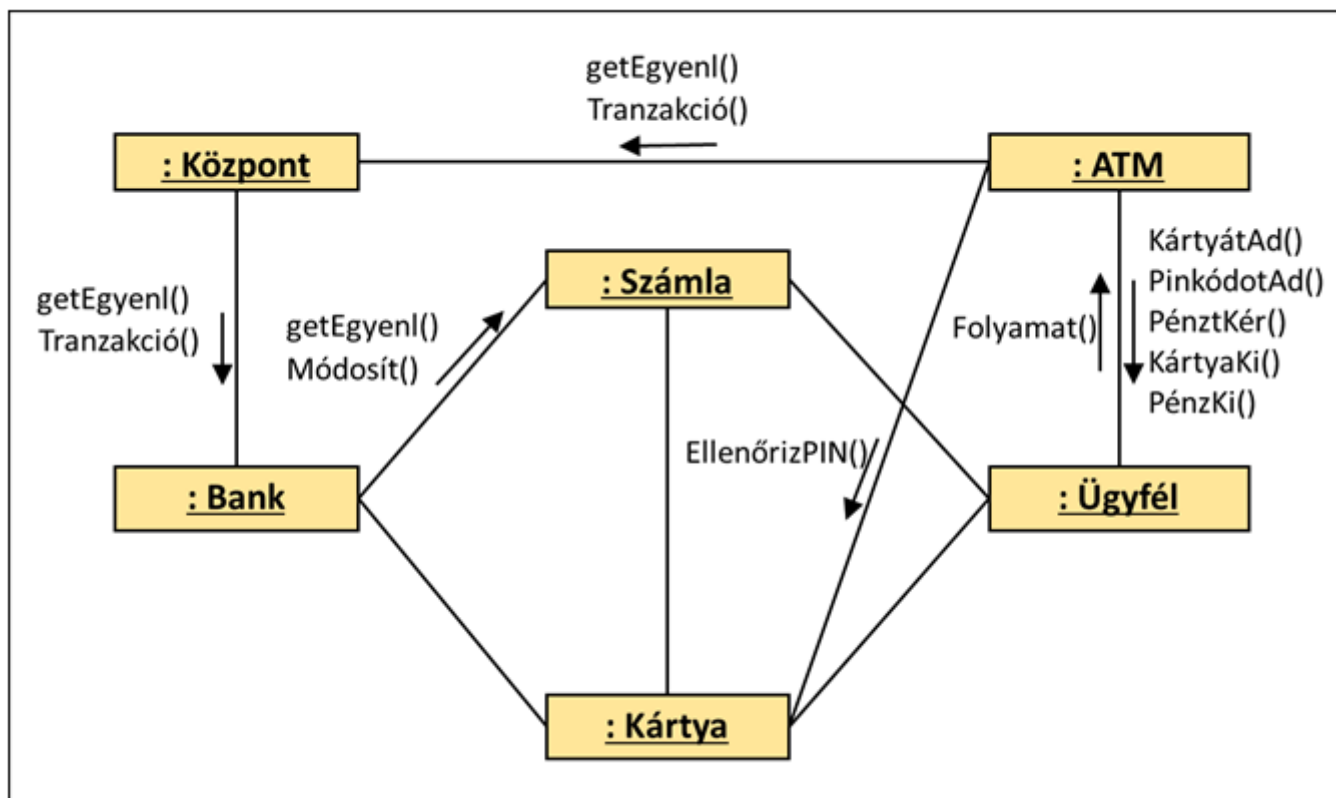 getEgyenl()
Tranzakció()
: Központ
: ATM
KártyátAd()
PinkódotAd()
PénztKér()
KártyaKi()
PénzKi()
Folyamat()
: Számla
getEgyenl()
Tranzakció()
getEgyenl()
Módosít()
EllenőrizPIN()
: Bank
: Ügyfél
: Kártya